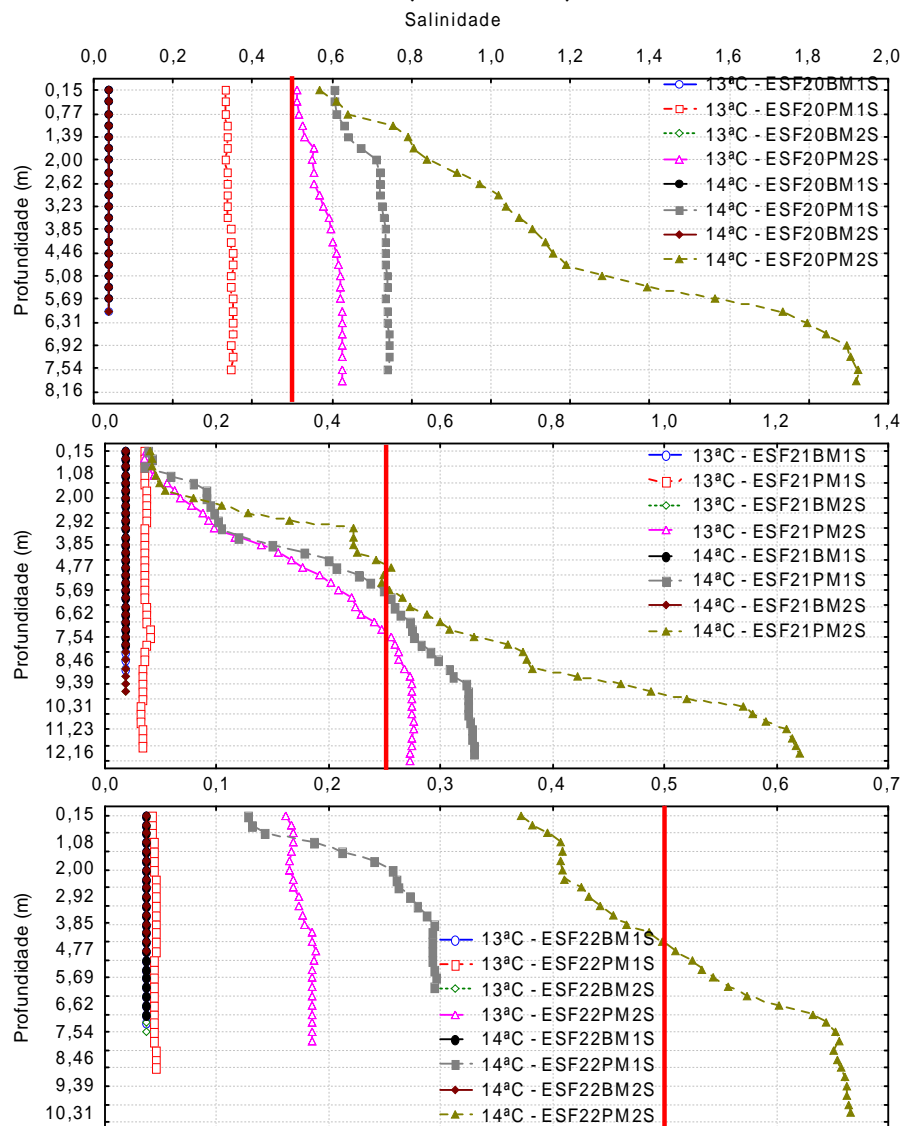 Salinidade
0,0 0,2 0,4 0,6 0,8 1,0 1,2 1,4 1,6 1,8 2,0
Profundidade (m)
0,15
0,77
1,39
2,00
2,62
3,23
3,85
4,46
5,08
5,69
6,31
6,92
7,54
8,16
13ªC - ESF20BM1S
13ªC - ESF20PM1S
13ªC - ESF20BM2S
13ªC - ESF20PM2S
14ªC - ESF20BM1S
14ªC - ESF20PM1S
14ªC - ESF20BM2S
14ªC - ESF20PM2S
0,0 0,2 0,4 0,6 0,8 1,0 1,2 1,4
Profundidade (m)
0,15
1,08
2,00
2,92
3,85
4,77
5,69
6,62
7,54
8,46
9,39
10,31
11,23
12,16
13ªC - ESF21BM1S
13ªC - ESF21PM1S
13ªC - ESF21BM2S
13ªC - ESF21PM2S
14ªC - ESF21BM1S
14ªC - ESF21PM1S
14ªC - ESF21BM2S
14ªC - ESF21PM2S
0,0 0,1 0,2 0,3 0,4 0,5 0,6 0,7
Profundidade (m)
0,15
1,08
2,00
2,92
3,85
4,77
5,69
6,62
7,54
8,46
9,39
10,31
13ªC - ESF22BM1S
13ªC - ESF22PM1S
13ªC - ESF22BM2S
13ªC - ESF22PM2S
14ªC - ESF22BM1S
14ªC - ESF22PM1S
14ªC - ESF22BM2S
14ªC - ESF22PM2S